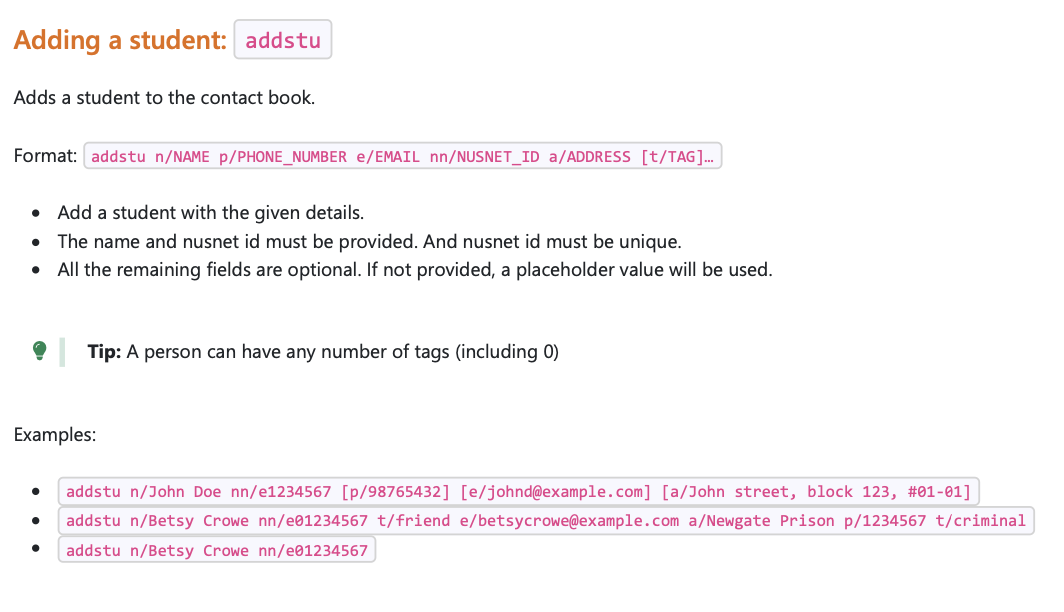 Adding a student: addstu
Adds a student to the contact book.
Format: addstu n/NAME p/PHONE_NUMBER e/EMAIL nn/NUSNET_ID a/ADDRESS [t/TAG]…
• Add a student with the given details.
• The name and nusnet id must be provided. And nusnet id must be unique.
• All the remaining fields are optional. If not provided, a placeholder value will be used.
Tip: A person can have any number of tags (including 0)
Examples:
• addstu n/John Doe nn/e1234567 [p/98765432] [e/johnd@example.com] [a/John street, block 123, #01-01]
• addstu n/Betsy Crowe nn/e01234567 t/friend e/betsycrowe@example.com a/Newgate Prison p/1234567 t/criminal
• addstu n/Betsy Crowe nn/e01234567